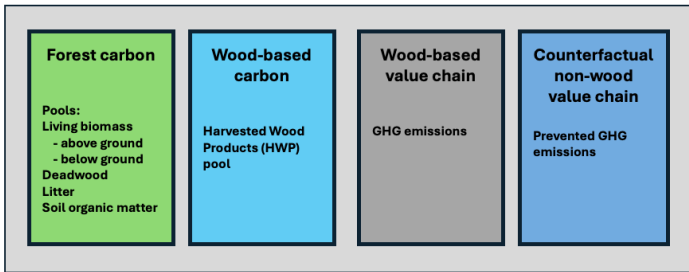 Forest carbon
Pools:
Living biomass
- above ground
- below ground
Deadwood
Litter
Soil organic matter
Wood-based
carbon
Harvested Wood
Products (HWP)
pool
Wood-based
value chain
GHG emissions
Counterfactual
non-wood
value chain
Prevented GHG
emissions